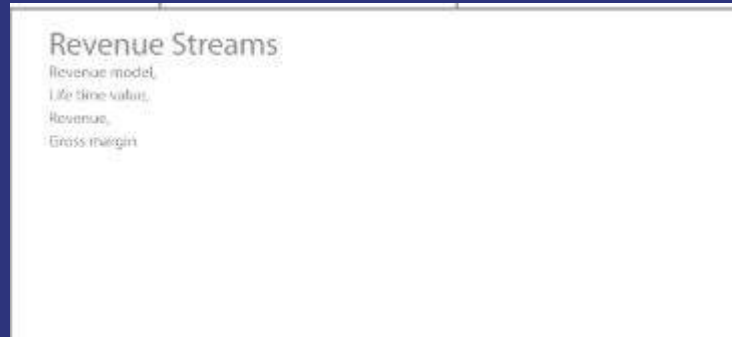 Revenue Streams
Revenue model,
Life time value,
Revenue,
Gross margin